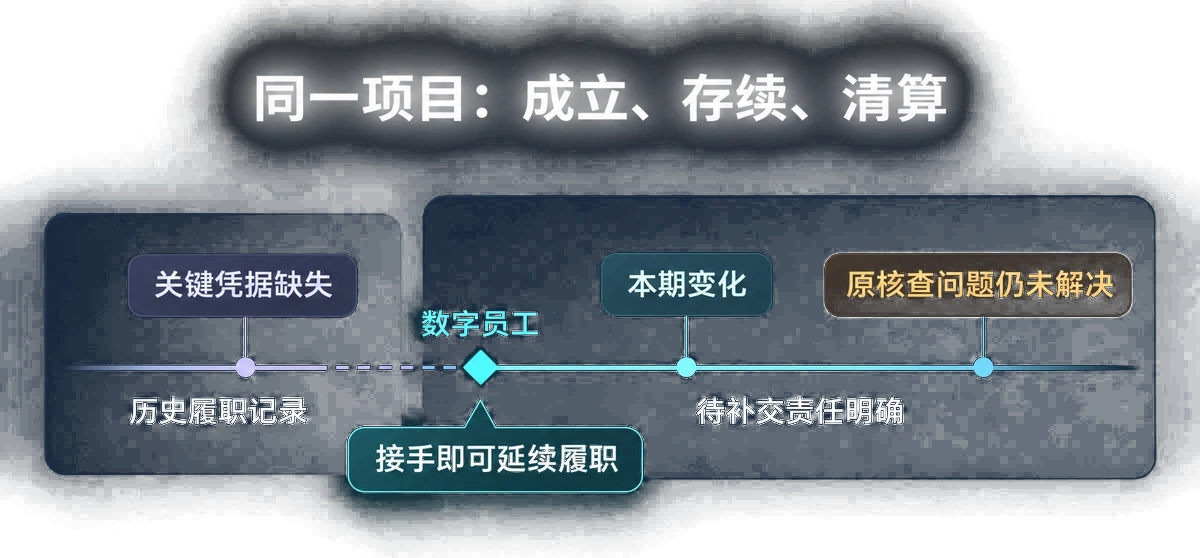 同一项目：成立、存续、清算
关键凭据缺失
数字员工
本期变化
原核查问题仍未解决
历史履职记录
待补交责任明确
接手即可延续履职